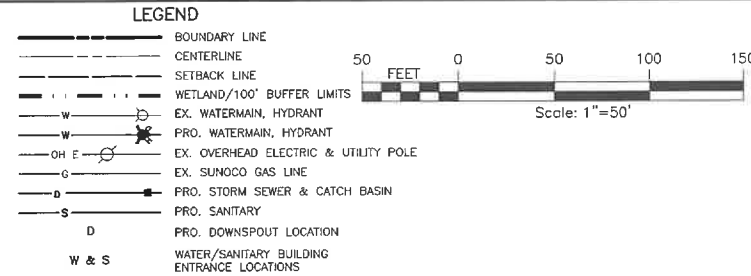 LEGEND
BOUNDARY LINE
CENTERLINE
SETBACK LINE
WETLAND/100' BUFFER LIMITS
W EX. WATERMAIN, HYDRANT
W PRO. WATERMAIN, HYDRANT
OH E EX. OVERHEAD ELECTRIC & UTILITY POLE
G EX. SUNOCO GAS LINE
D PRO. STORM SEWER & CATCH BASIN
S PRO. SANITARY
D PRO. DOWNSPOUT LOCATION
W & S WATER/SANITARY BUILDING
ENTRANCE LOCATIONS
50 0 50 100 150
FEET
Scale: 1"=50'